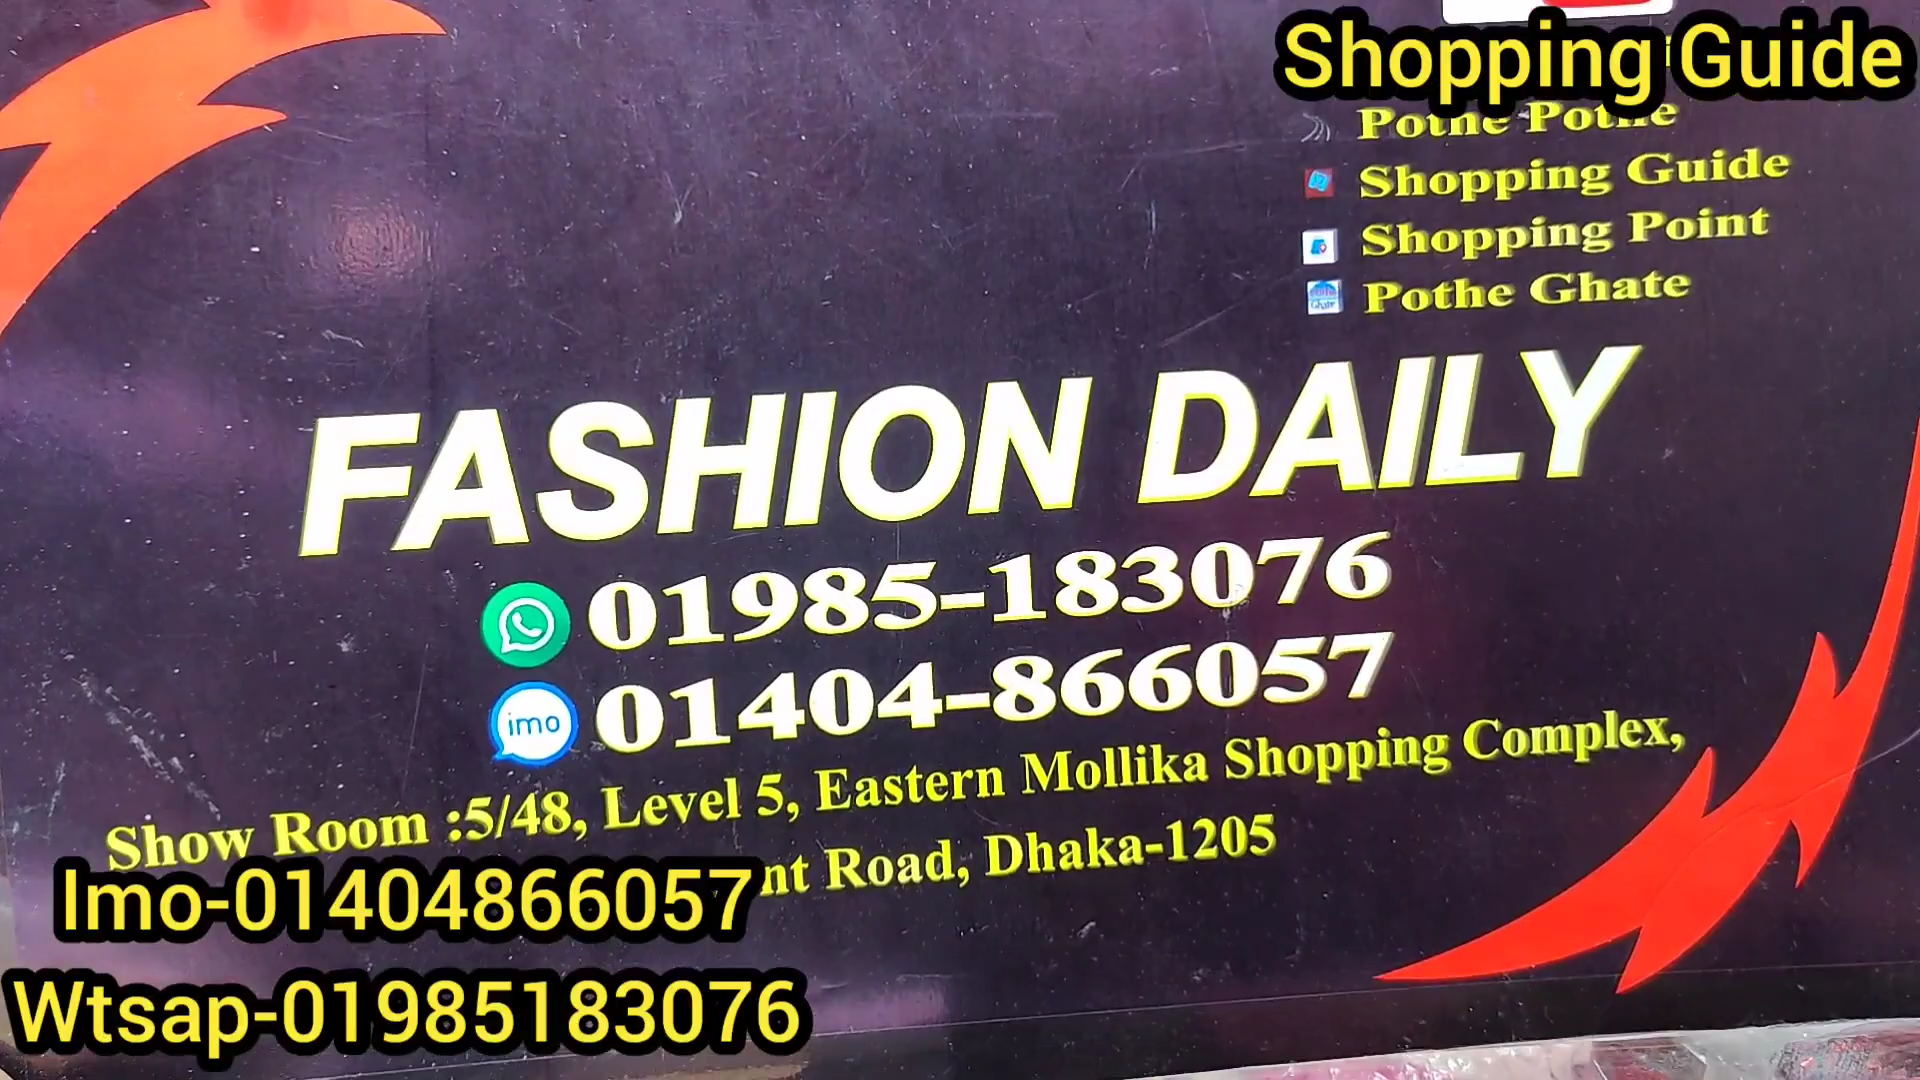 Shopping Guide
Pothe Pothe
Shopping Guide
Shopping Point
Pothe Ghate
FASHION DAILY
01985-183076
imo 01404-866057
Show Room :5/48, Level 5, Eastern Mollika Shopping Complex,
Road, Dhaka-1205
Imo-01404866057
Wtsap-01985183076